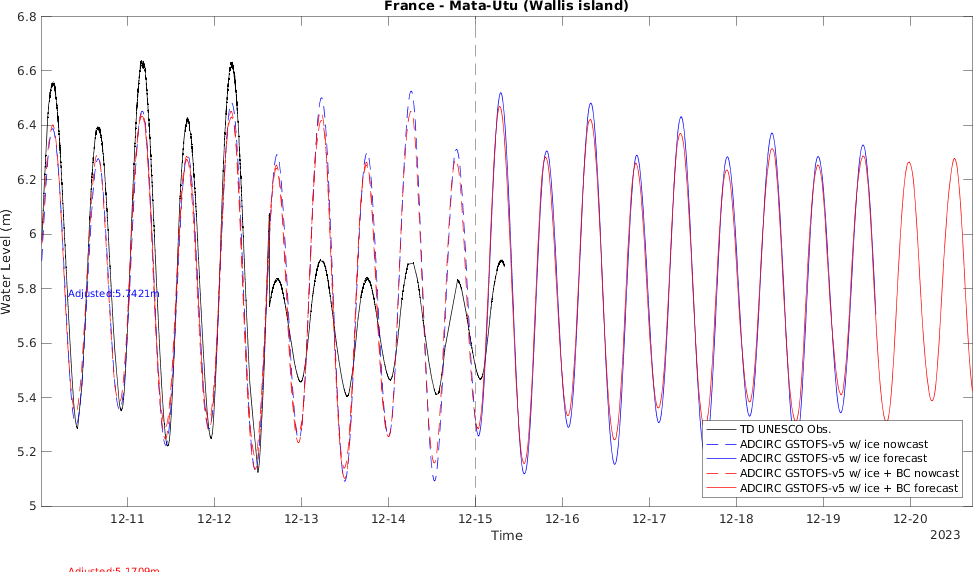 France - Mata-Utu (Wallis island)
6.8
6.6
6.4
6.2
6
5.8
5.6
5.4
5.2
5
Water Level (m)
Adjusted:5.7421m
TD UNESCO Obs.
ADCIRC GSTOFS-v5 w/ ice nowcast
ADCIRC GSTOFS-v5 w/ ice forecast
ADCIRC GSTOFS-v5 w/ ice + BC nowcast
ADCIRC GSTOFS-v5 w/ ice + BC forecast
12-11 12-12 12-13 12-14 12-15 12-16 12-17 12-18 12-19 12-20
Time
2023
Adjusted:5.1709m